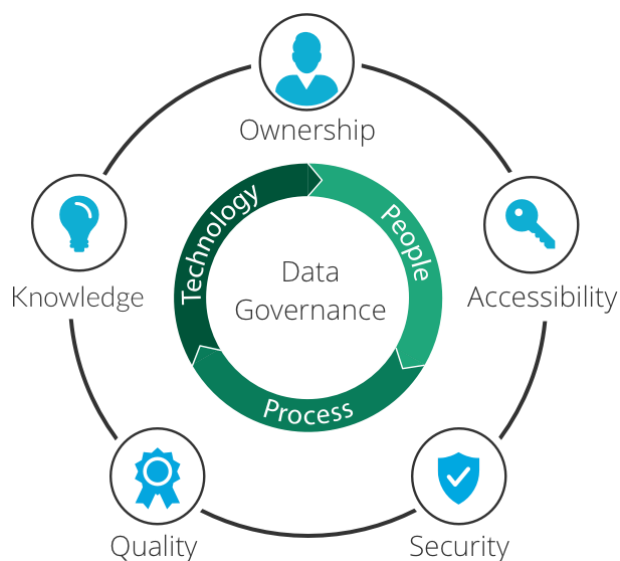 Ownership
Technology
People
Data
Governance
Knowledge
Accessibility
Process
Quality
Security